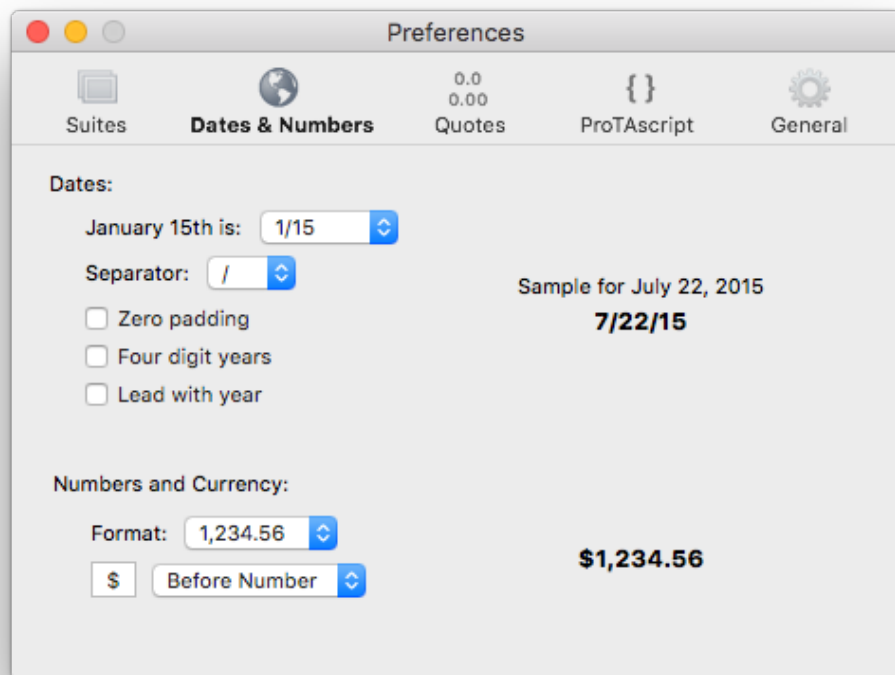 Preferences
0.0
0.00
{ }
Suites Dates & Numbers Quotes ProTAscript General
Dates:
January 15th is: 1/15
Separator: /
Sample for July 22, 2015
7/22/15
Zero padding
Four digit years
Lead with year
Numbers and Currency:
Format: 1,234.56
$1,234.56
$ Before Number